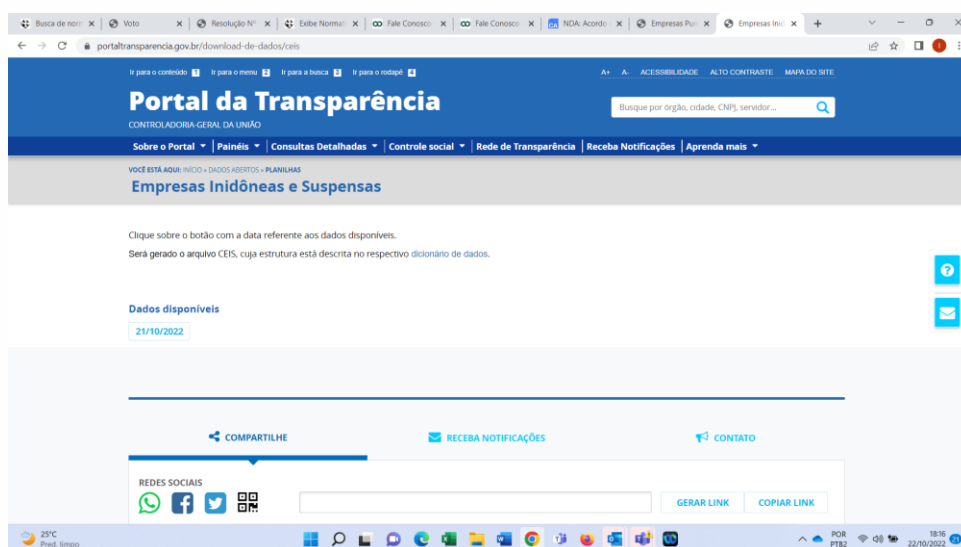 Busca de norm
Voto
Resolução Nº
Exibe Normati
Fale Conosco
Fale Conosco
NDA: Acordo
Empresas Pun
Empresas Inid
portaltransparencia.gov.br/download-de-dados/ceis
Ir para o conteúdo 1 Ir para o menu 2 Ir para a busca 3 Ir para o rodapé 4
A+ A- ACESSIBILIDADE ALTO CONTRASTE MAPA DO SITE
Portal da Transparência
Busque por órgão, cidade, CNPJ, servidor...
CONTROLADORIA-GERAL DA UNIÃO
Sobre o Portal Painéis Consultas Detalhadas Controle social Rede de Transparência Receba Notificações Aprenda mais
VOCÊ ESTÁ AQUI: INÍCIO » DADOS ABERTOS » PLANILHAS
Empresas Inidôneas e Suspensas
Clique sobre o botão com a data referente aos dados disponíveis.
Será gerado o arquivo CEIS, cuja estrutura está descrita no respectivo dicionário de dados.
Dados disponíveis
21/10/2022
COMPARTILHE
RECEBA NOTIFICAÇÕES
CONTATO
REDES SOCIAIS
GERAR LINK
COPIAR LINK
25°C
Pred. limpo
POR
PTB2
18:16
22/10/2022